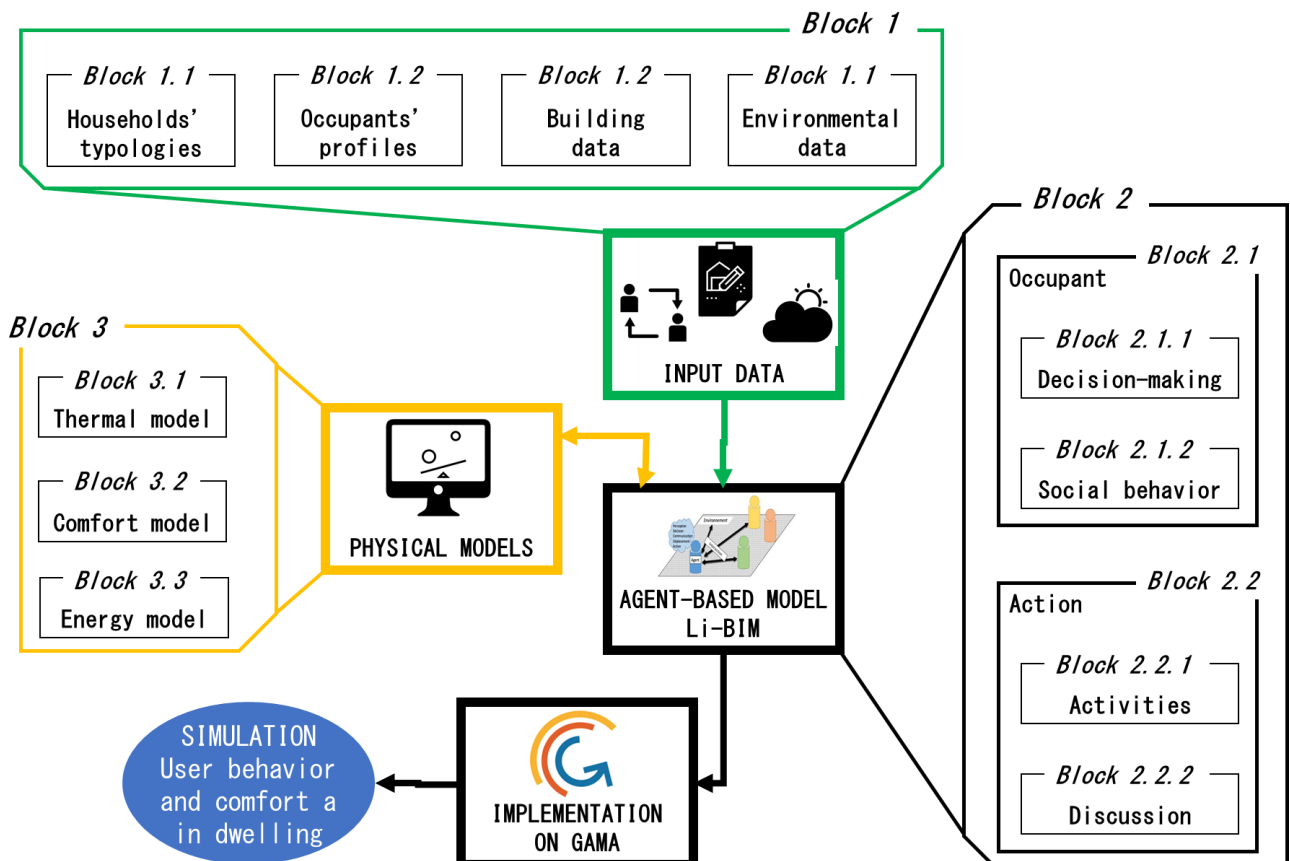 Block 1
Block 1.1
Households'
typologies
Block 1.2
Occupants'
profiles
Block 1.2
Building
data
Block 1.1
Environmental
data
INPUT DATA
Block 2
Block 2.1
Occupant
Block 2.1.1
Decision-making
Block 2.1.2
Social behavior
Block 2.2
Action
Block 2.2.1
Activities
Block 2.2.2
Discussion
Block 3
Block 3.1
Thermal model
Block 3.2
Comfort model
Block 3.3
Energy model
PHYSICAL MODELS
Environnement
Agent
AGENT-BASED MODEL
Li-BIM
IMPLEMENTATION
ON GAMA
SIMULATION
User behavior
and comfort a
in dwelling